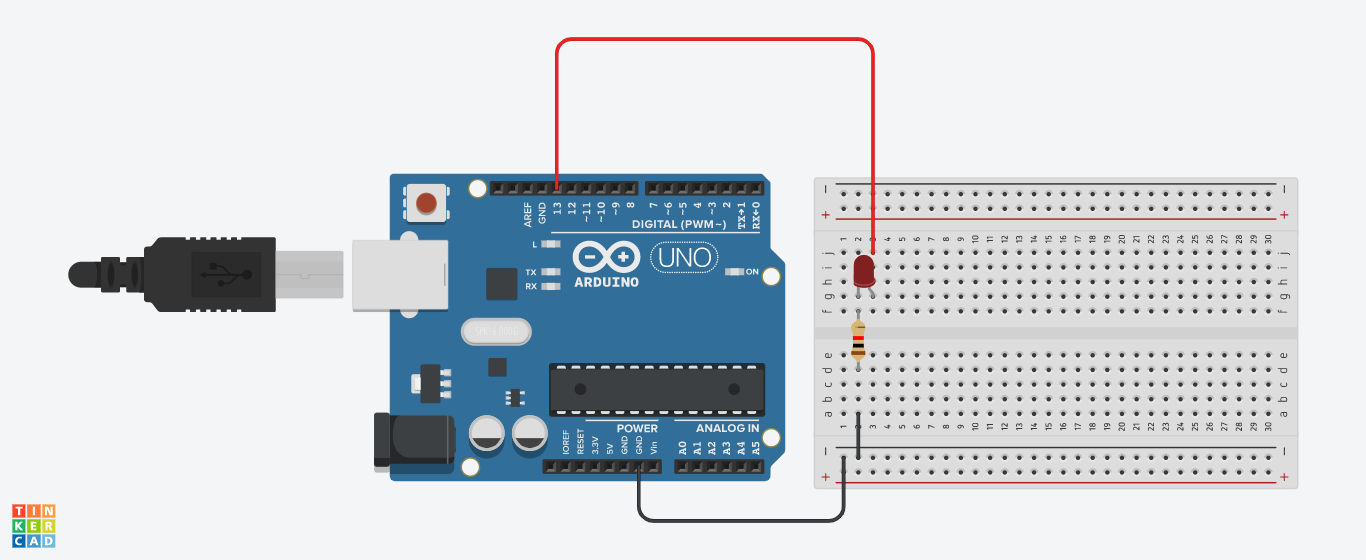 AREF
GND
13
12
~11
~10
~9
8
7
~6
~5
4
~3
2
TX→1
RX←0
DIGITAL (PWM~)
L
TX
RX
ON
UNO
ARDUINO
POWER
ANALOG IN
IOREF
RESET
3.3V
5V
GND
GND
Vin
A0
A1
A2
A3
A4
A5
− −
+ +
1 2 3 4 5 6 7 8 9 10 11 12 13 14 15 16 17 18 19 20 21 22 23 24 25 26 27 28 29 30
j j
i i
h h
g g
f f
e e
d d
c c
b b
a a
1 2 3 4 5 6 7 8 9 10 11 12 13 14 15 16 17 18 19 20 21 22 23 24 25 26 27 28 29 30
− −
+ +
TIN
KER
CAD